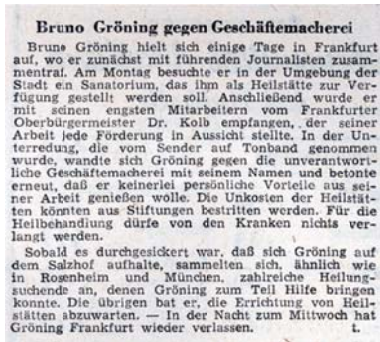 Bruno Gröning gegen Geschäftemacherei
Bruno Gröning hielt sich einige Tage in Frankfurt
auf, wo er zunächst mit führenden Journalisten zusam-
mentraf. Am Montag besuchte er in der Umgebung der
Stadt ein Sanatorium, das ihm als Heilstätte zur Ver-
fügung gestellt werden soll. Anschließend wurde er
mit seinen engsten Mitarbeitern vom Frankfurter
Oberbürgermeister Dr. Kolb empfangen, der seiner
Arbeit jede Förderung in Aussicht stellte. In der Un-
terredung, die vom Sender auf Tonband genommen
wurde, wandte sich Gröning gegen die unverantwort-
liche Geschäftemacherei mit seinem Namen und betonte
erneut, daß er keinerlei persönliche Vorteile aus sei-
ner Arbeit genießen wolle. Die Unkosten der Heilstät-
ten könnten aus Stiftungen bestritten werden. Für die
Heilbehandlung dürfe von den Kranken nichts ver-
langt werden.
Sobald es durchgesickert war, daß sich Gröning auf
dem Salzhof aufhalte, sammelten sich, ähnlich wie
in Rosenheim und München, zahlreiche Heilung-
suchende an, denen Gröning zum Teil Hilfe bringen
konnte. Die übrigen bat er, die Errichtung von Heil-
stätten abzuwarten. — In der Nacht zum Mittwoch hat
Gröning Frankfurt wieder verlassen. t.